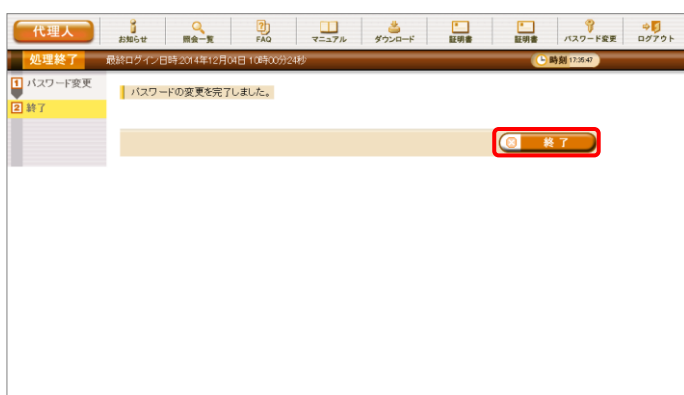 代理人
お知らせ
照会一覧
FAQ
マニュアル
ダウンロード
証明書
証明書
パスワード変更
ログアウト
処理終了
最終ログイン日時:2014年12月04日 10時00分24秒
時刻 17:35:47
1 パスワード変更
2 終了
パスワードの変更を完了しました。
終了